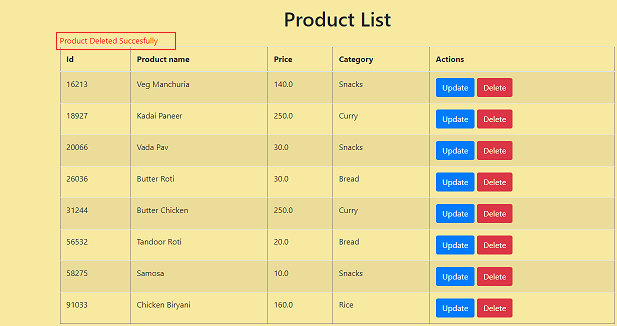 Product List
Product Deleted Succesfully
Id Product name Price Category Actions
16213 Veg Manchuria 140.0 Snacks Update Delete
18927 Kadai Paneer 250.0 Curry Update Delete
20066 Vada Pav 30.0 Snacks Update Delete
26036 Butter Roti 30.0 Bread Update Delete
31244 Butter Chicken 250.0 Curry Update Delete
56532 Tandoor Roti 20.0 Bread Update Delete
58275 Samosa 10.0 Snacks Update Delete
91033 Chicken Biryani 160.0 Rice Update Delete